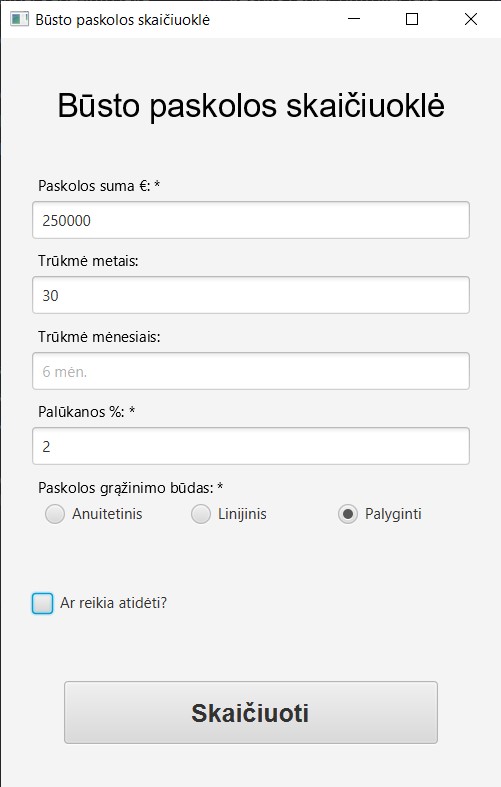 Būsto paskolos skaičiuoklė
Būsto paskolos skaičiuoklė
Paskolos suma €: *
250000
Trūkmė metais:
30
Trūkmė mėnesiais:
6 mėn.
Palūkanos %: *
2
Paskolos grąžinimo būdas: *
Anuitetinis Linijinis Palyginti
Ar reikia atidėti?
Skaičiuoti